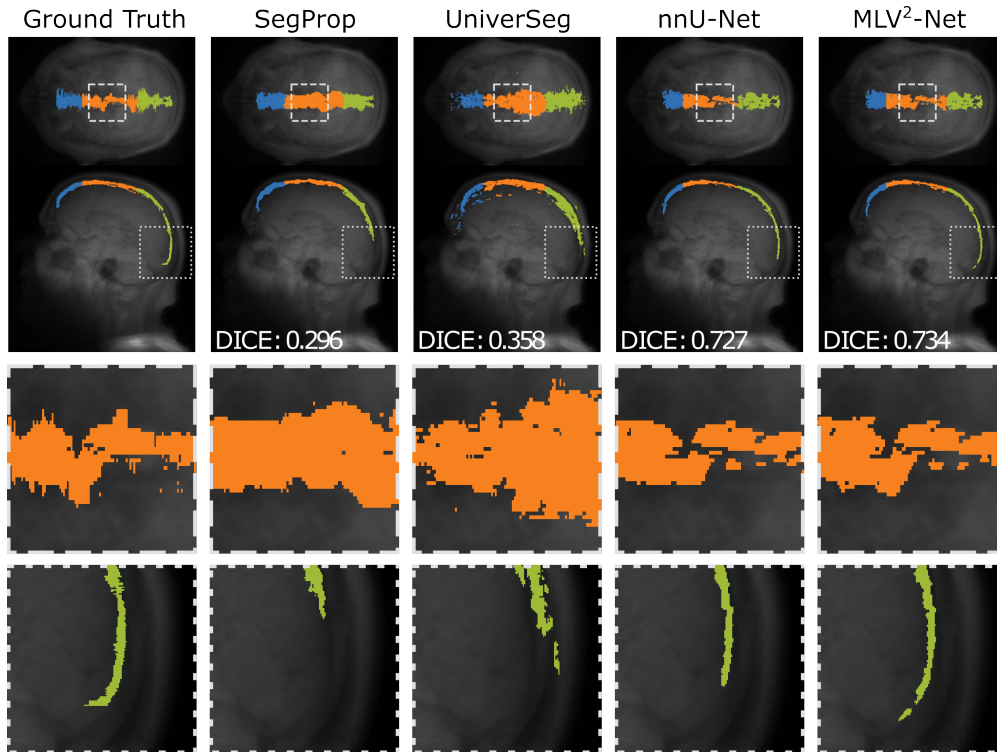 Ground Truth SegProp UniverSeg nnU-Net MLV²-Net
DICE: 0.296 DICE: 0.358 DICE: 0.727 DICE: 0.734